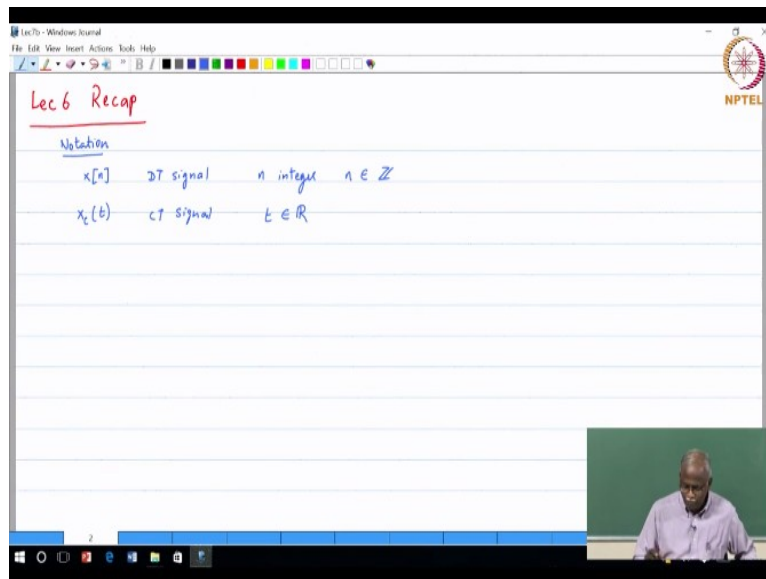 Lec7b - Windows Journal
File Edit View Insert Actions Tools Help
NPTEL
Lec 6 Recap
Notation
x[n] DT signal n integer n ∈ ℤ
x_c(t) CT signal t ∈ ℝ
2